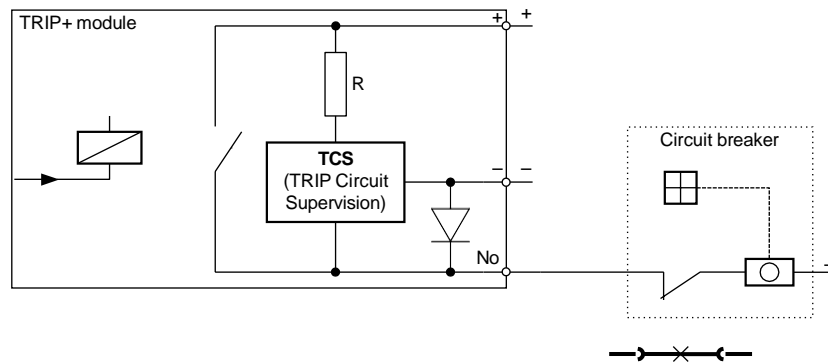 TRIP+ module
+ +
R
TCS
(TRIP Circuit
Supervision)
– –
No
Circuit breaker
–